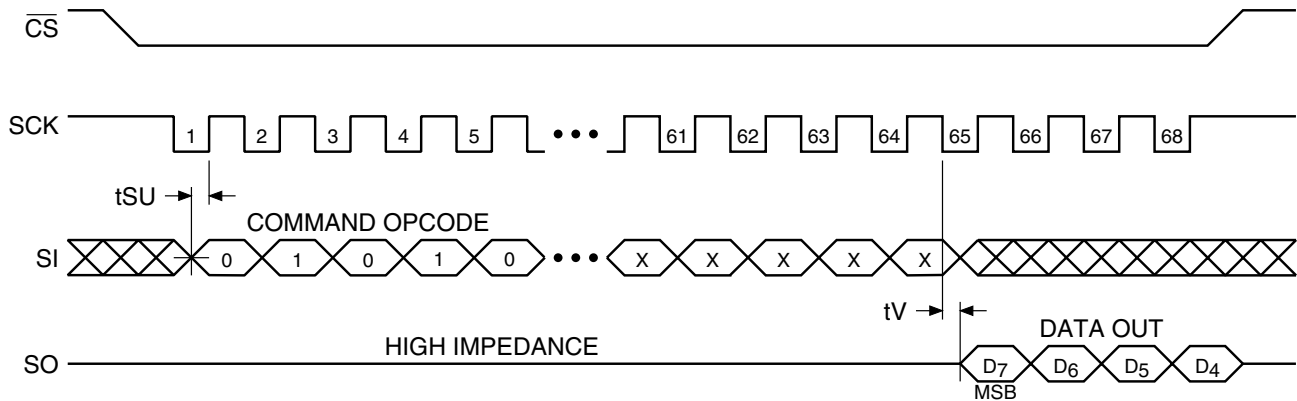 CS
SCK 1 2 3 4 5 ••• 61 62 63 64 65 66 67 68
tSU
COMMAND OPCODE
SI 0 1 0 1 0 ••• X X X X X
tV
HIGH IMPEDANCE
DATA OUT
SO D7 D6 D5 D4
MSB